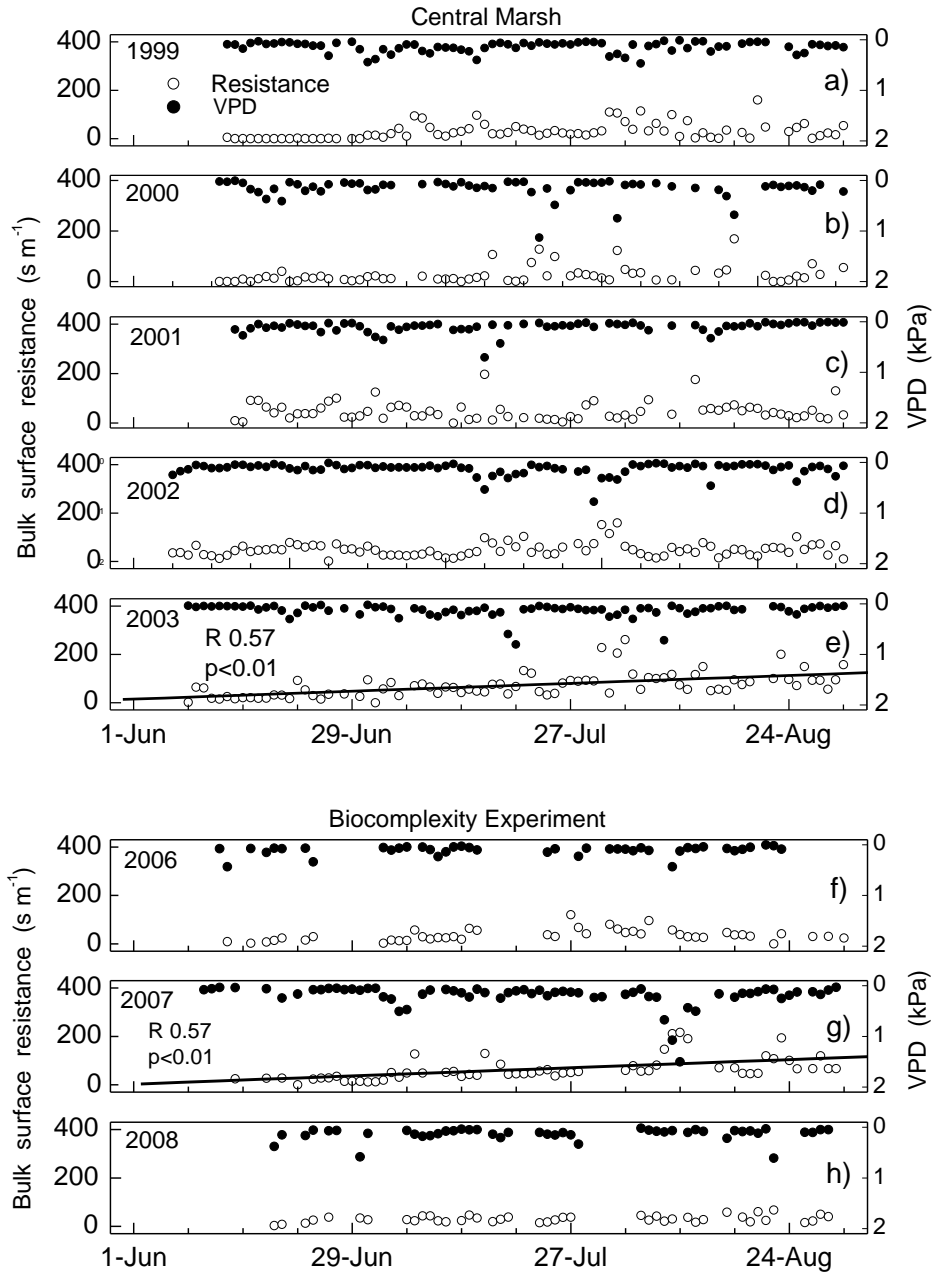 Central Marsh
400 0
1999 a)
Resistance
VPD
200 1
0 2
400 0
2000
b)
200 1
0 2
400 0
2001
c)
200 1
0 2
400 0 0
2002
d)
200 1 1
0 2 2
400 0
2003
R 0.57 e)
200 1
p<0.01
0 2
1-Jun 29-Jun 27-Jul 24-Aug
Bulk surface resistance (s m-1)
VPD (kPa)
Biocomplexity Experiment
400 0
2006
f)
200 1
0 2
400 0
2007
g)
R 0.57
200 1
p<0.01
0 2
400 0
2008
h)
200 1
0 2
1-Jun 29-Jun 27-Jul 24-Aug
Bulk surface resistance (s m-1)
VPD (kPa)